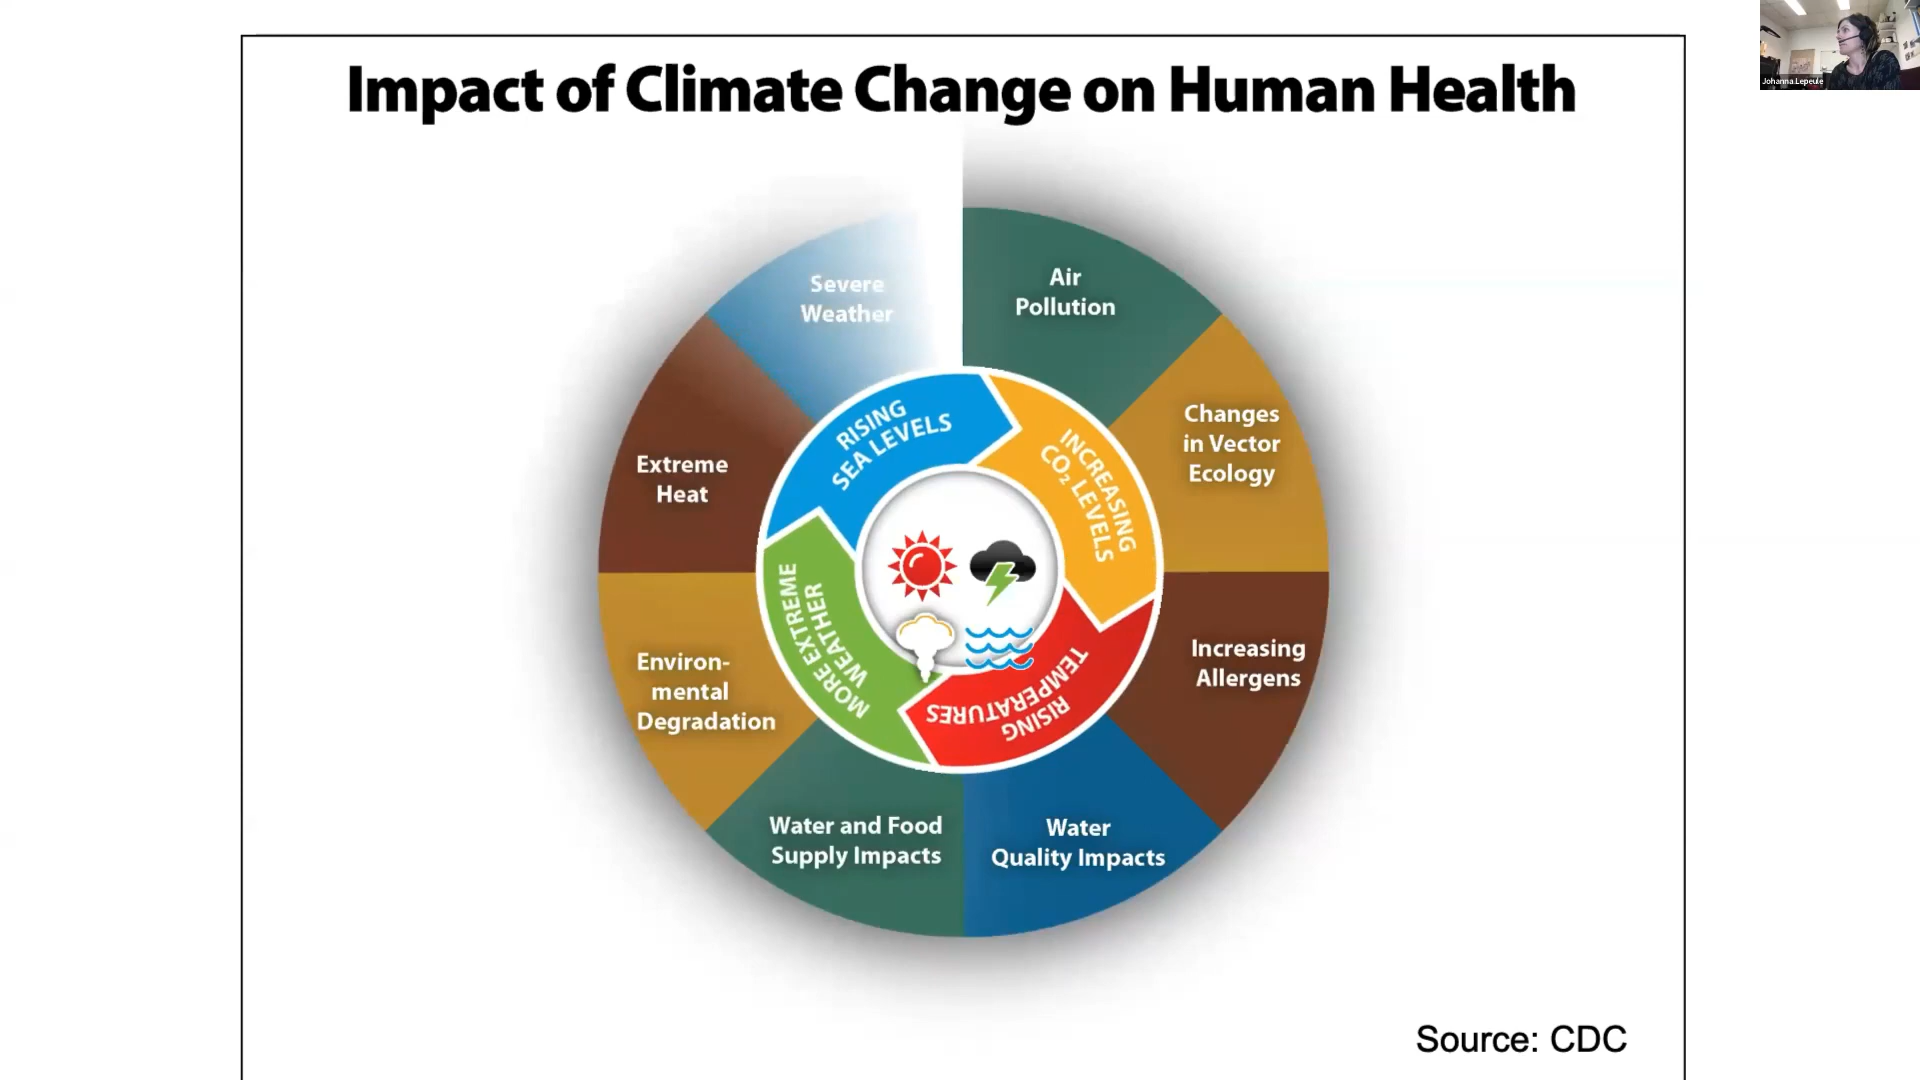 Impact of Climate Change on Human Health
Johanna Lepeule
Severe
Weather
Air
Pollution
Changes
in Vector
Ecology
Increasing
Allergens
Water
Quality Impacts
Water and Food
Supply Impacts
Environ-
mental
Degradation
Extreme
Heat
RISING
SEA LEVELS
INCREASING
CO₂ LEVELS
RISING
TEMPERATURES
MORE EXTREME
WEATHER
Source: CDC